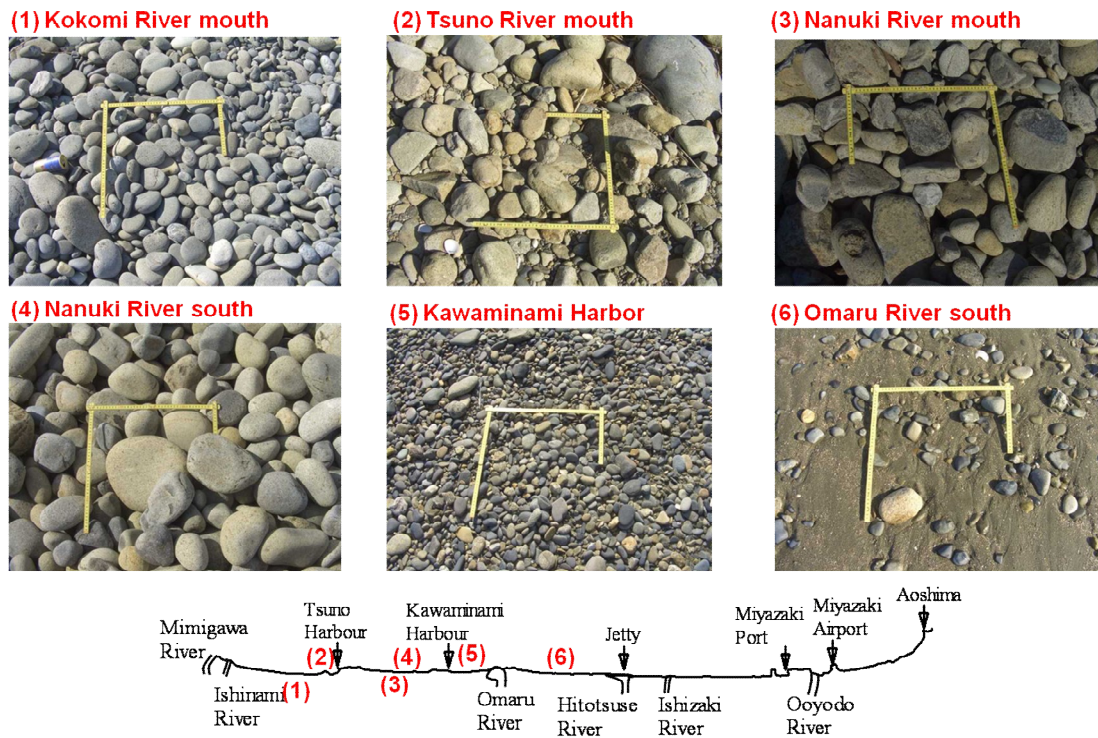 (1) Kokomi River mouth
(2) Tsuno River mouth
(3) Nanuki River mouth
(4) Nanuki River south
(5) Kawaminami Harbor
(6) Omaru River south
Mimigawa
River
Ishinami
River
(1)
Tsuno
Harbour
(2)
(4)
(3)
Kawaminami
Harbour
(5)
Omaru
River
(6)
Jetty
Hitotsuse
River
Ishizaki
River
Miyazaki
Port
Miyazaki
Airport
Ooyodo
River
Aoshima